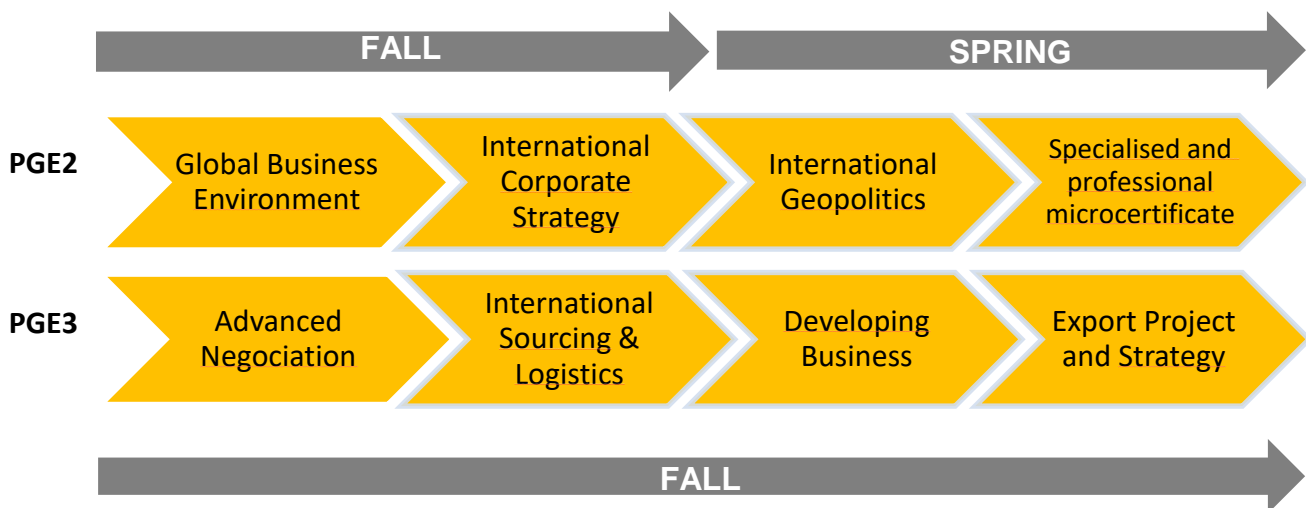 FALL
SPRING
PGE2
Global Business
Environment
International
Corporate
Strategy
International
Geopolitics
Specialised and
professional
microcertificate
PGE3
Advanced
Negociation
International
Sourcing &
Logistics
Developing
Business
Export Project
and Strategy
FALL